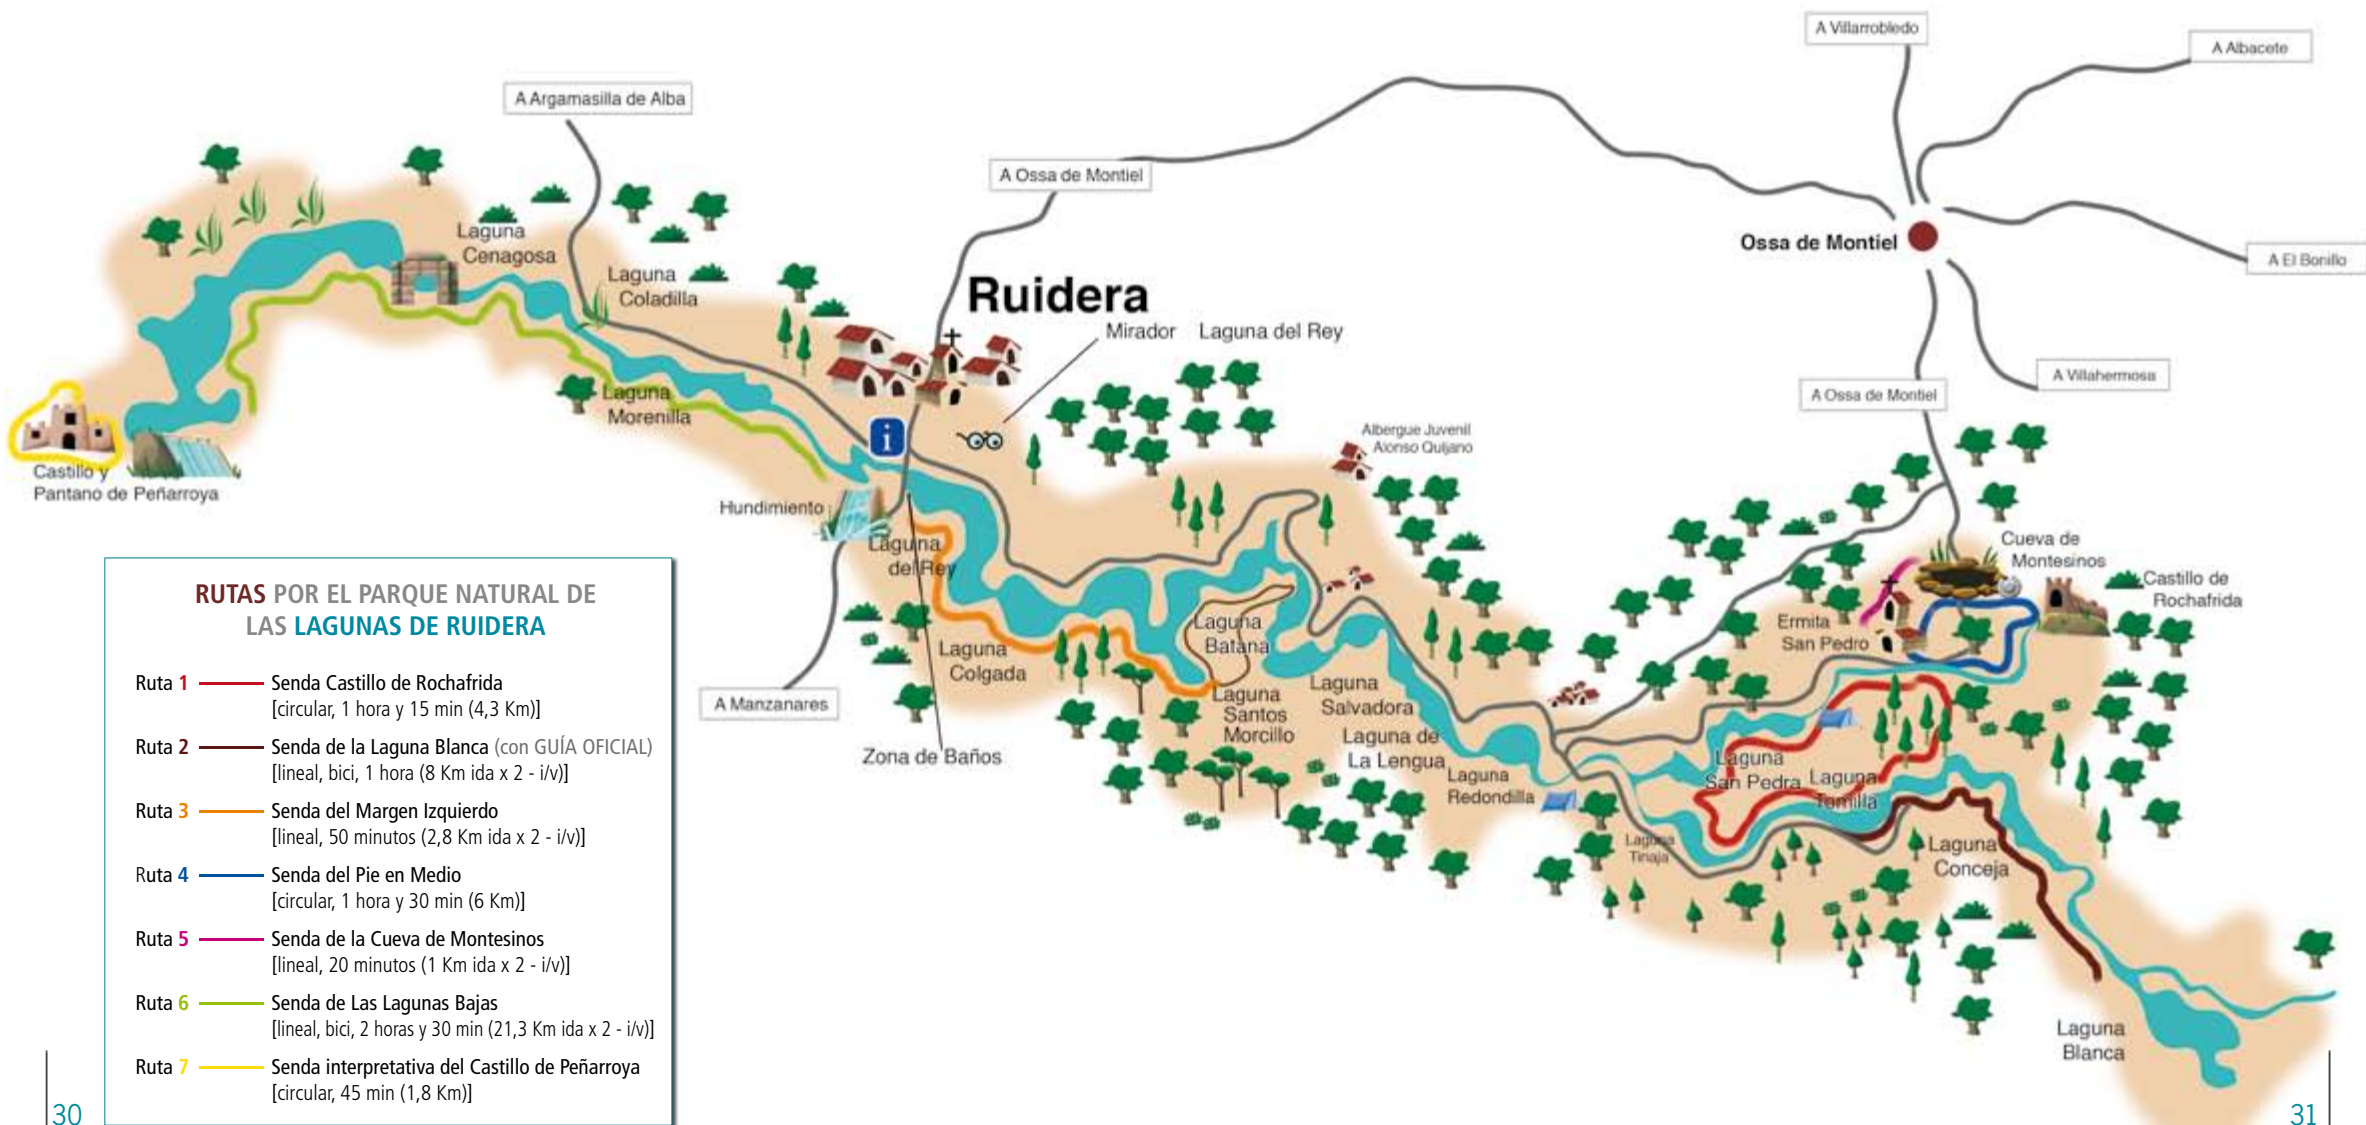 A Villarrobledo
A Albacete
A Argamasilla de Alba
A Ossa de Montiel
Ossa de Montiel
A El Bonillo
Laguna
Cenagosa
Laguna
Coladilla
Ruidera
Mirador Laguna del Rey
A Villahermosa
A Ossa de Montiel
Laguna
Morenilla
i
Albergue Juvenil
Alonso Quijano
Castillo y
Pantano de Peñarroya
Hundimiento
Laguna
del Rey
Cueva de
Montesinos
Castillo de
Rochafrida
Ermita
San Pedro
Laguna
Batana
Laguna
Colgada
Laguna
Santos
Morcillo
Laguna
Salvadora
A Manzanares
Laguna de
La Lengua
Zona de Baños
Laguna
Redondilla
Laguna
San Pedra
Laguna
Tomilla
Laguna
Tinaja
Laguna
Conceja
Laguna
Blanca
RUTAS POR EL PARQUE NATURAL DE
LAS LAGUNAS DE RUIDERA
Ruta 1 Senda Castillo de Rochafrida
[circular, 1 hora y 15 min (4,3 Km)]
Ruta 2 Senda de la Laguna Blanca (con GUÍA OFICIAL)
[lineal, bici, 1 hora (8 Km ida x 2 - i/v)]
Ruta 3 Senda del Margen Izquierdo
[lineal, 50 minutos (2,8 Km ida x 2 - i/v)]
Ruta 4 Senda del Pie en Medio
[circular, 1 hora y 30 min (6 Km)]
Ruta 5 Senda de la Cueva de Montesinos
[lineal, 20 minutos (1 Km ida x 2 - i/v)]
Ruta 6 Senda de Las Lagunas Bajas
[lineal, bici, 2 horas y 30 min (21,3 Km ida x 2 - i/v)]
Ruta 7 Senda interpretativa del Castillo de Peñarroya
[circular, 45 min (1,8 Km)]
30
31